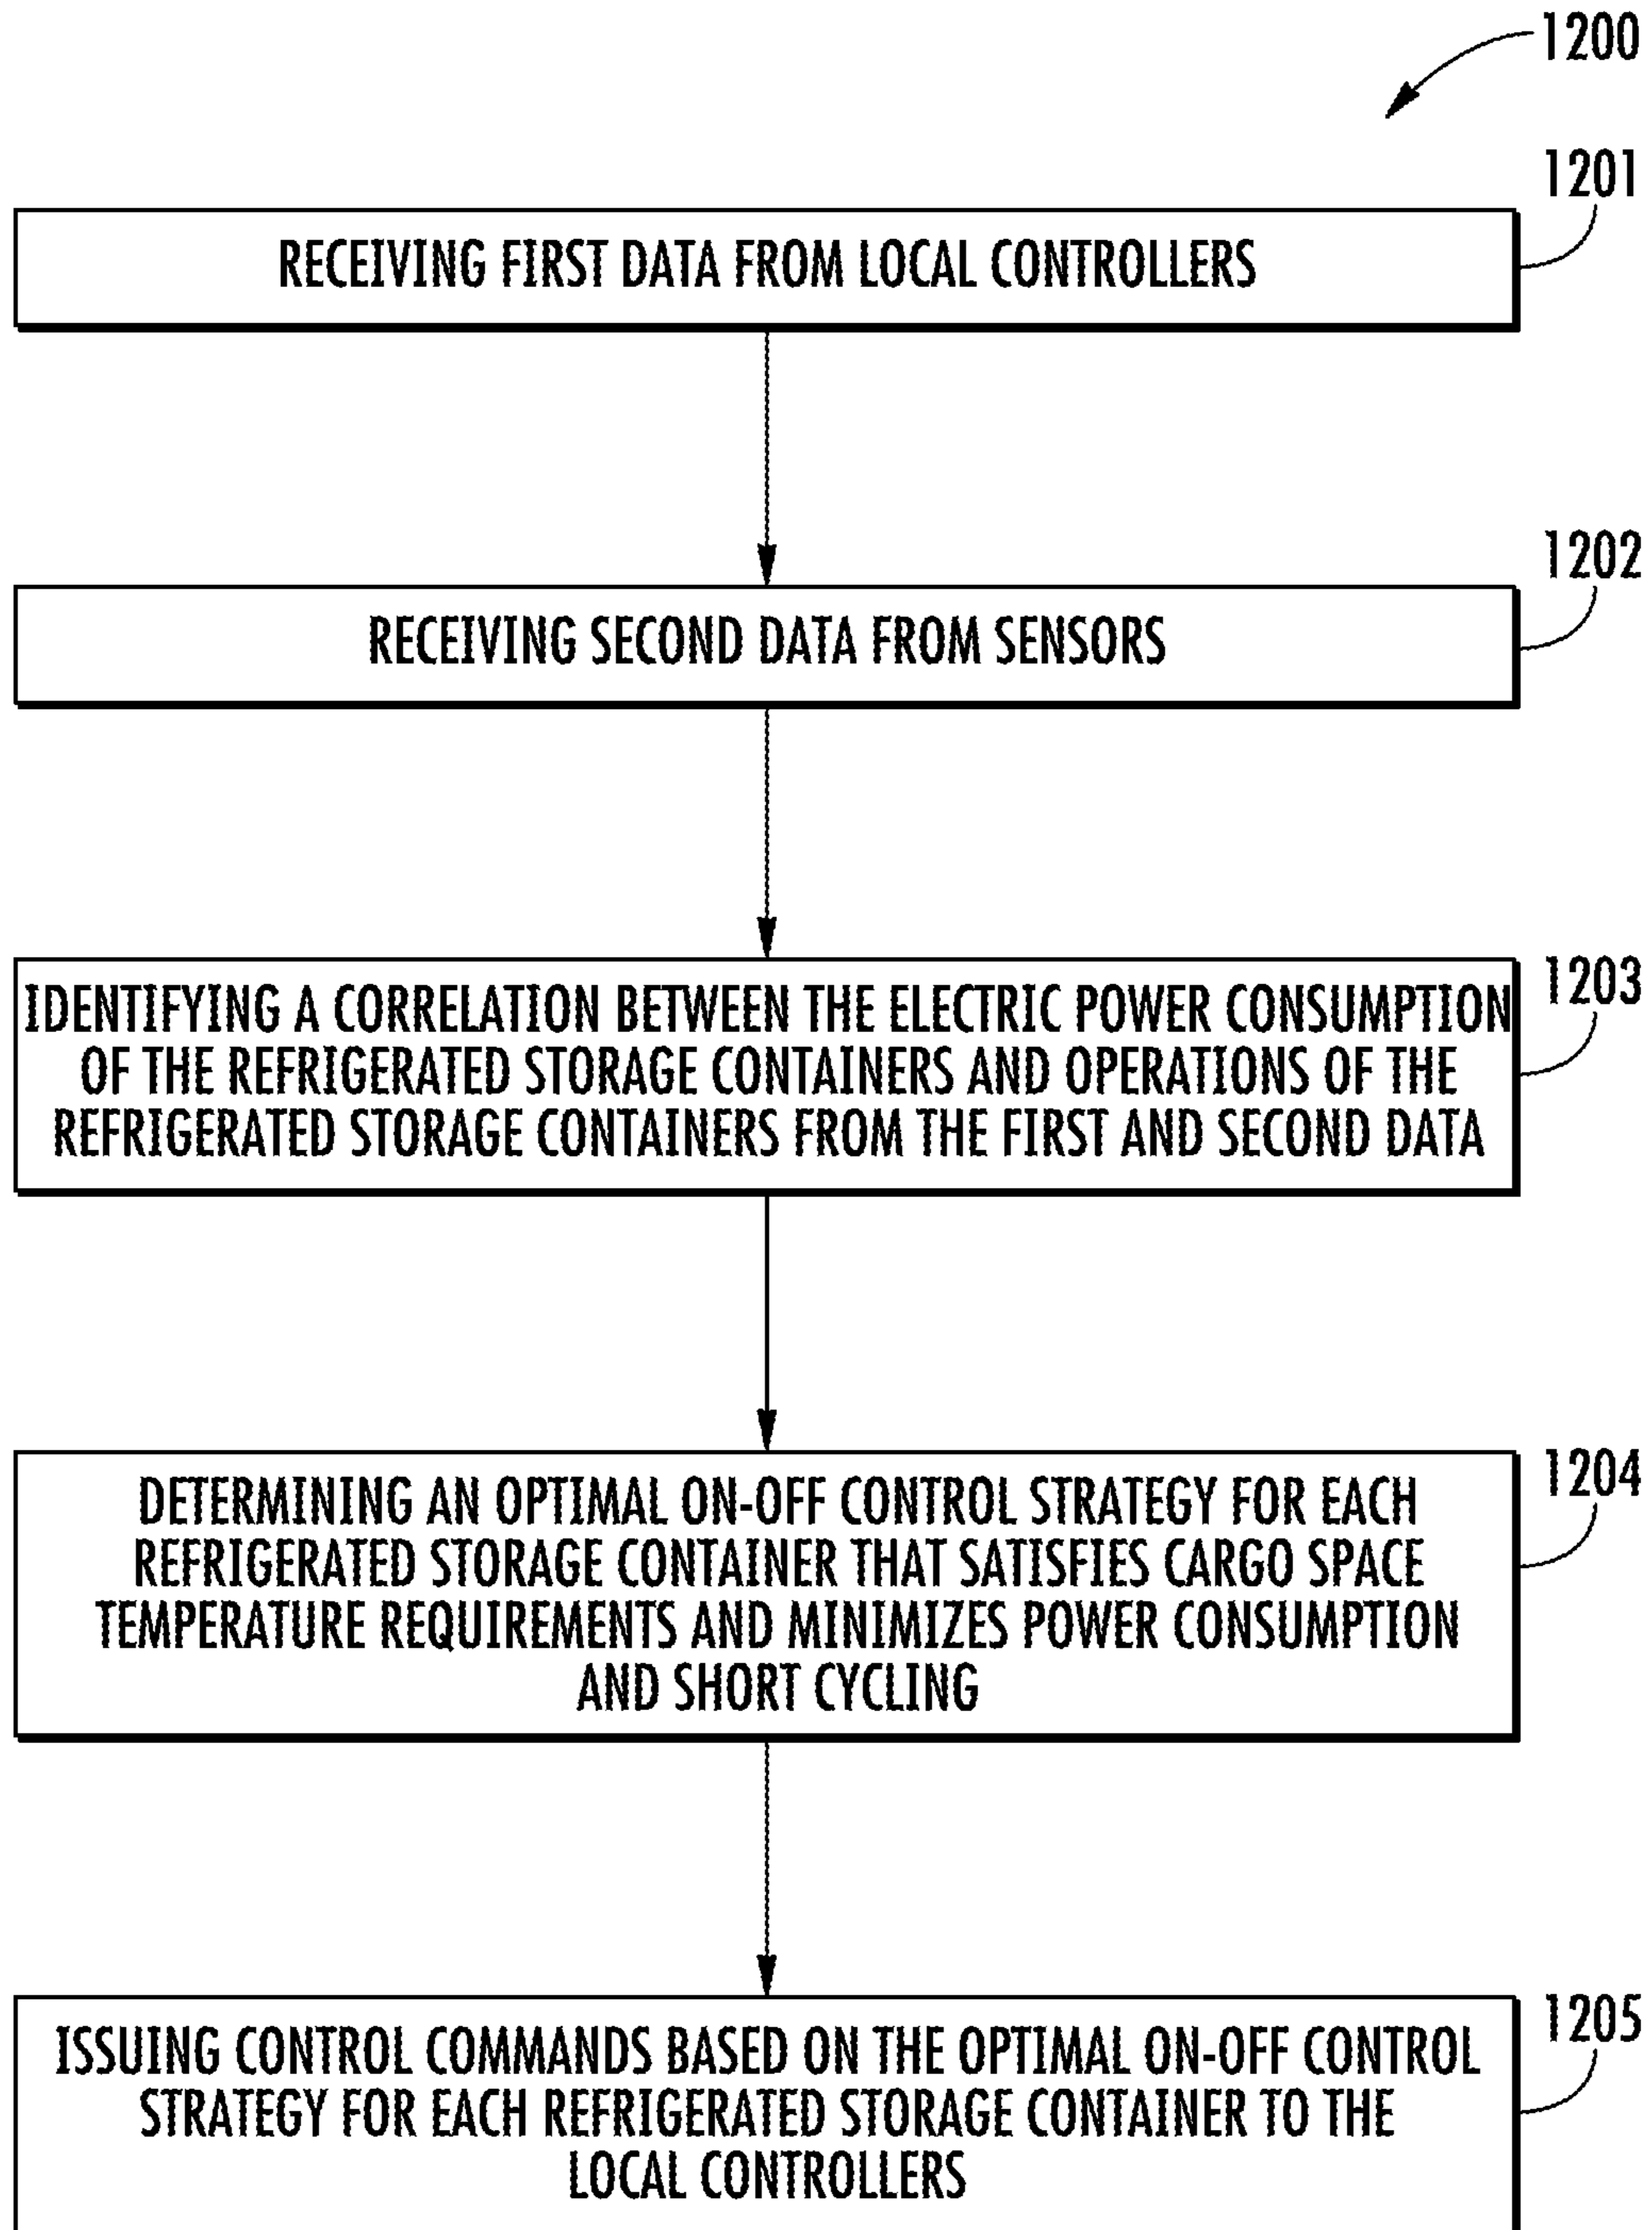 1200
1201
RECEIVING FIRST DATA FROM LOCAL CONTROLLERS
1202
RECEIVING SECOND DATA FROM SENSORS
1203
IDENTIFYING A CORRELATION BETWEEN THE ELECTRIC POWER CONSUMPTION
OF THE REFRIGERATED STORAGE CONTAINERS AND OPERATIONS OF THE
REFRIGERATED STORAGE CONTAINERS FROM THE FIRST AND SECOND DATA
1204
DETERMINING AN OPTIMAL ON-OFF CONTROL STRATEGY FOR EACH
REFRIGERATED STORAGE CONTAINER THAT SATISFIES CARGO SPACE
TEMPERATURE REQUIREMENTS AND MINIMIZES POWER CONSUMPTION
AND SHORT CYCLING
1205
ISSUING CONTROL COMMANDS BASED ON THE OPTIMAL ON-OFF CONTROL
STRATEGY FOR EACH REFRIGERATED STORAGE CONTAINER TO THE
LOCAL CONTROLLERS